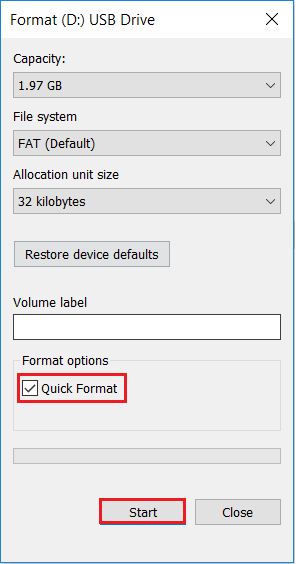 Format (D:) USB Drive
Capacity:
1.97 GB
File system
FAT (Default)
Allocation unit size
32 kilobytes
Restore device defaults
Volume label
Format options
Quick Format
Start
Close